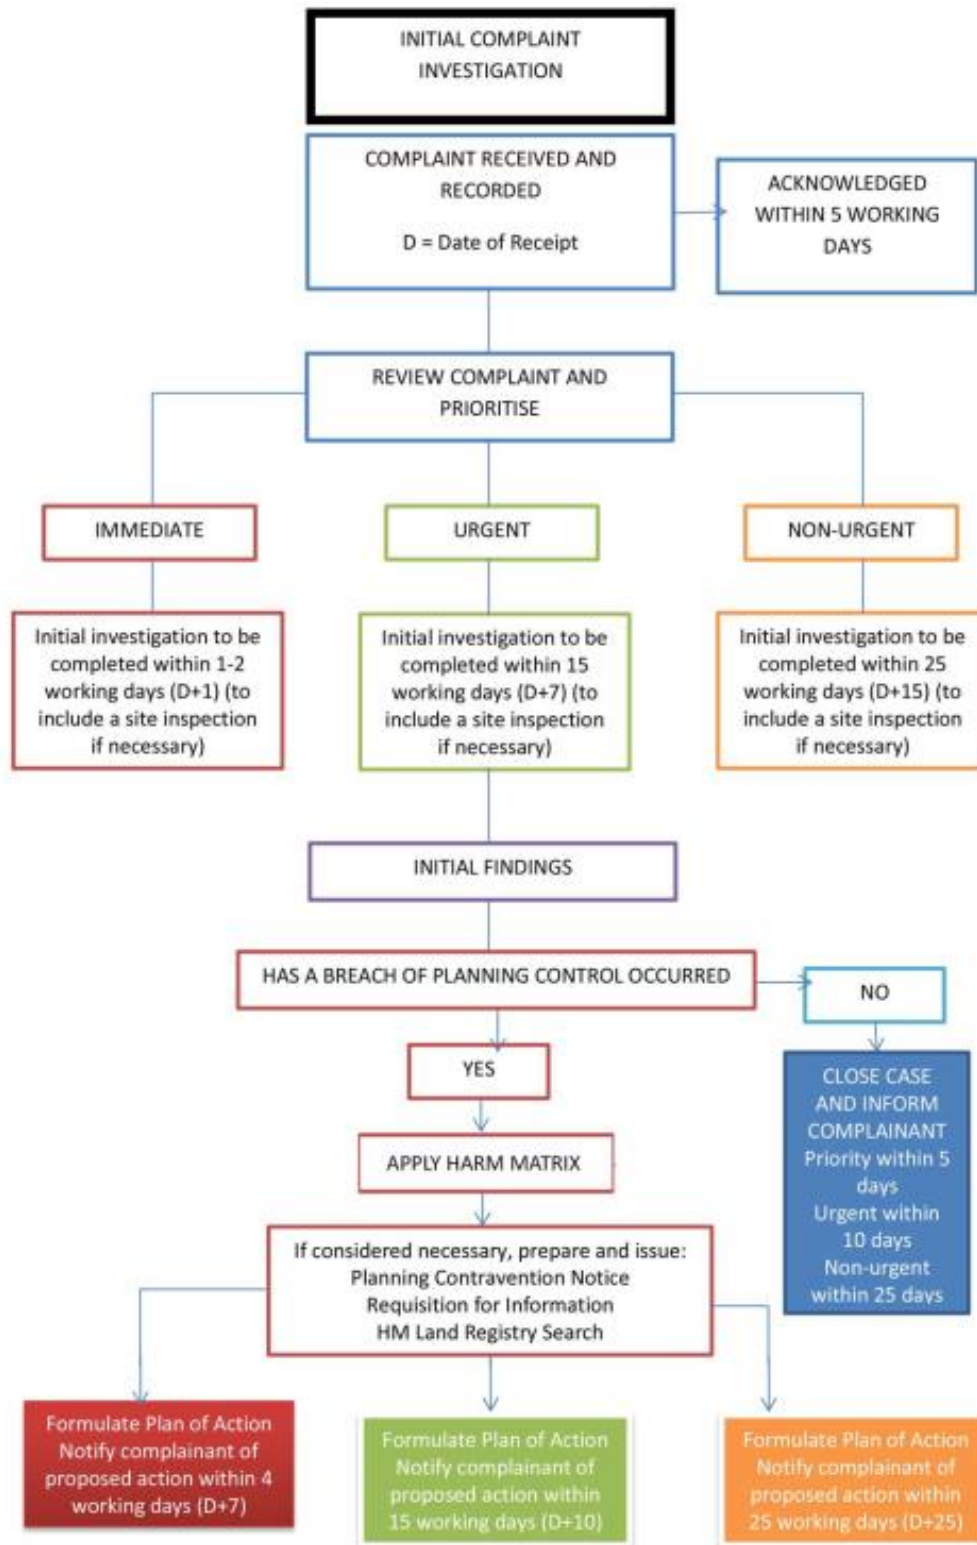 INITIAL COMPLAINT
INVESTIGATION
COMPLAINT RECEIVED AND
RECORDED
D = Date of Receipt
ACKNOWLEDGED
WITHIN 5 WORKING
DAYS
REVIEW COMPLAINT AND
PRIORITISE
IMMEDIATE
URGENT
NON-URGENT
Initial investigation to be
completed within 1-2
working days (D+1) (to
include a site inspection
if necessary)
Initial investigation to be
completed within 15
working days (D+7) (to
include a site inspection
if necessary)
Initial investigation to be
completed within 25
working days (D+15) (to
include a site inspection
if necessary)
INITIAL FINDINGS
HAS A BREACH OF PLANNING CONTROL OCCURRED
NO
YES
CLOSE CASE
AND INFORM
COMPLAINANT
Priority within 5
days
Urgent within
10 days
Non-urgent
within 25 days
APPLY HARM MATRIX
If considered necessary, prepare and issue:
Planning Contravention Notice
Requisition for Information
HM Land Registry Search
Formulate Plan of Action
Notify complainant of
proposed action within 4
working days (D+7)
Formulate Plan of Action
Notify complainant of
proposed action within
15 working days (D+10)
Formulate Plan of Action
Notify complainant of
proposed action within
25 working days (D+25)